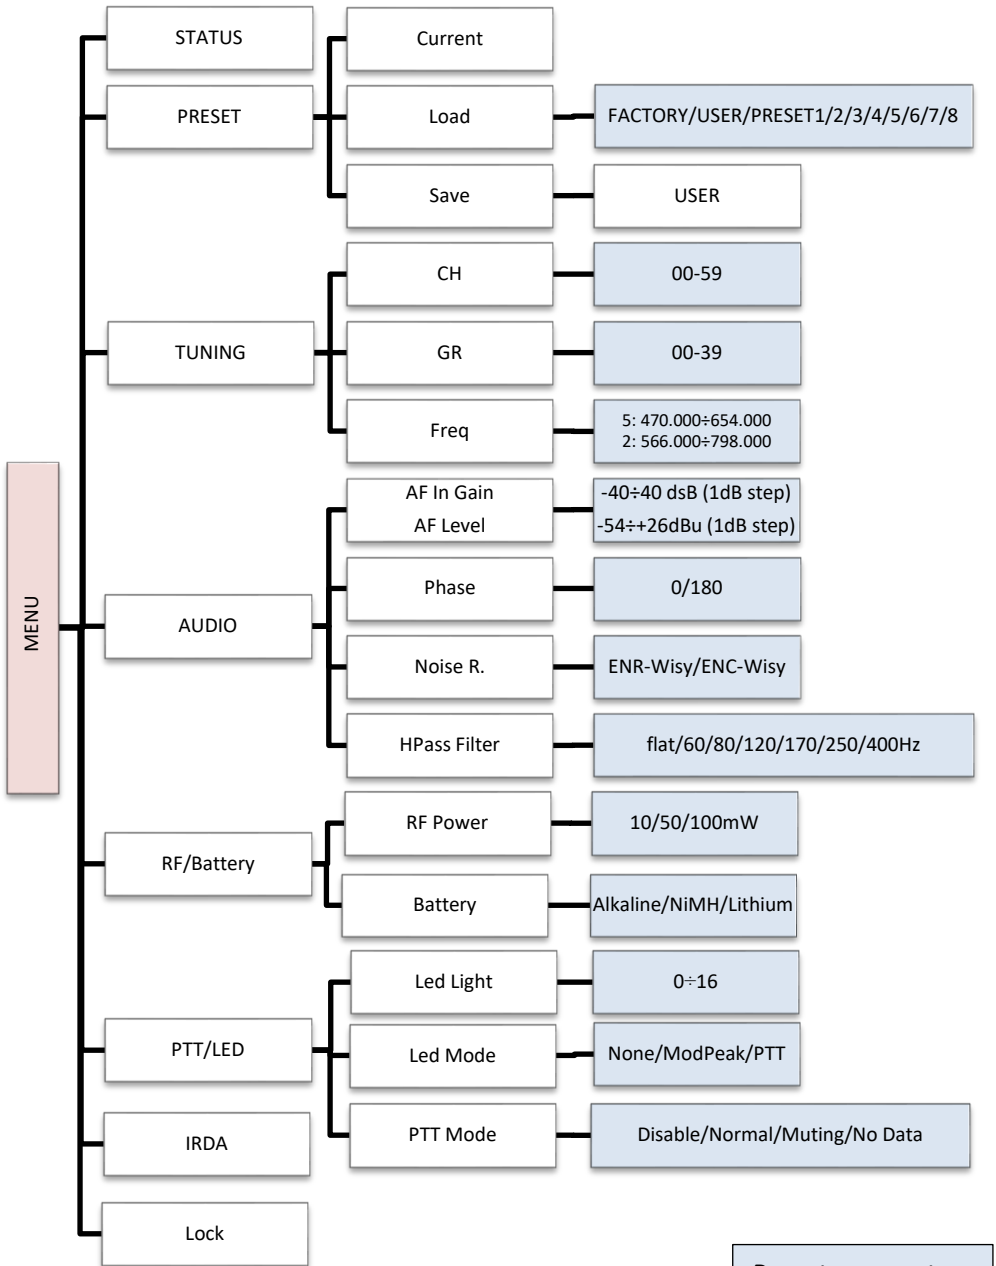 MENU
STATUS
PRESET
Current
Load
FACTORY/USER/PRESET1/2/3/4/5/6/7/8
Save
USER
TUNING
CH
00-59
GR
00-39
Freq
5: 470.000÷654.000
2: 566.000÷798.000
AUDIO
AF In Gain
AF Level
-40÷40 dsB (1dB step)
-54÷+26dBu (1dB step)
Phase
0/180
Noise R.
ENR-Wisy/ENC-Wisy
HPass Filter
flat/60/80/120/170/250/400Hz
RF/Battery
RF Power
10/50/100mW
Battery
Alkaline/NiMH/Lithium
PTT/LED
Led Light
0÷16
Led Mode
None/ModPeak/PTT
PTT Mode
Disable/Normal/Muting/No Data
IRDA
Lock